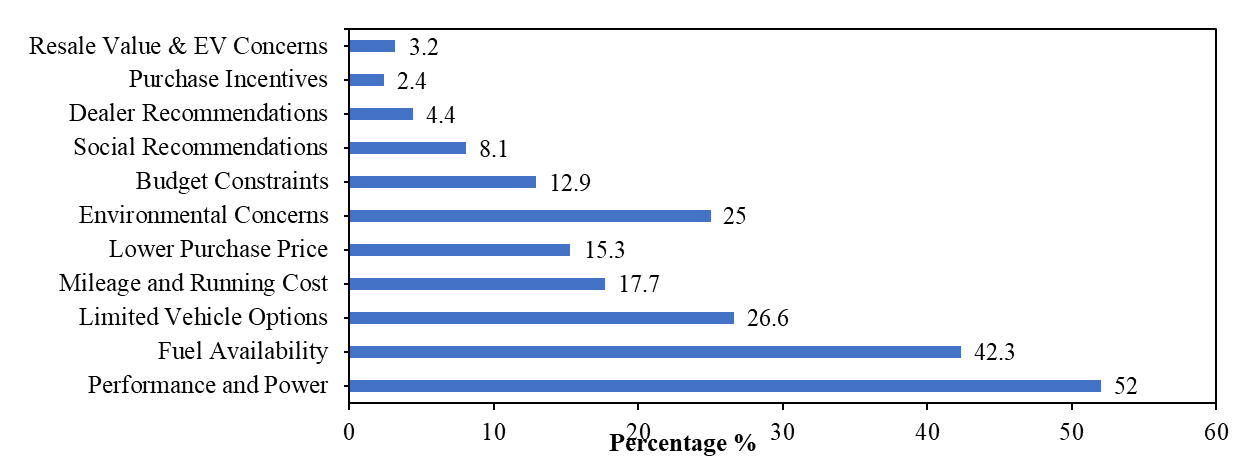 Resale Value & EV Concerns 3.2
Purchase Incentives 2.4
Dealer Recommendations 4.4
Social Recommendations 8.1
Budget Constraints 12.9
Environmental Concerns 25
Lower Purchase Price 15.3
Mileage and Running Cost 17.7
Limited Vehicle Options 26.6
Fuel Availability 42.3
Performance and Power 52
0 10 20 30 40 50 60
Percentage %